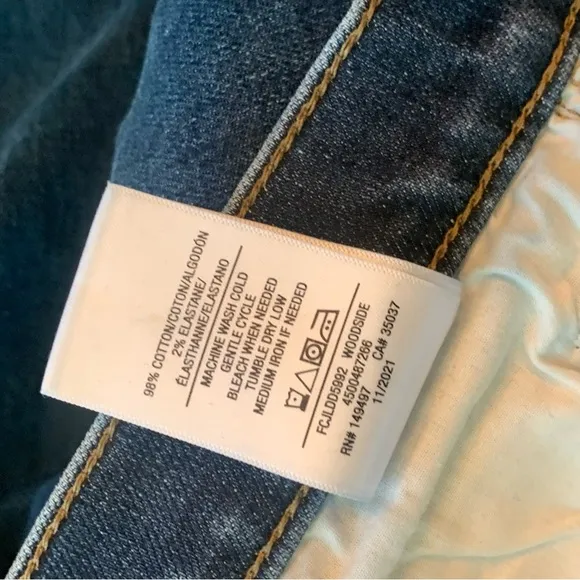 98% COTTON/COTON/ALGODÓN
2% ELASTANE/
ÉLASTHANNE/ELASTANO
MACHINE WASH COLD
GENTLE CYCLE
BLEACH WHEN NEEDED
TUMBLE DRY LOW
MEDIUM IRON IF NEEDED
FCJLDD5992 WOODSIDE
4500487266
RN# 149497 CA# 35037
11/2021